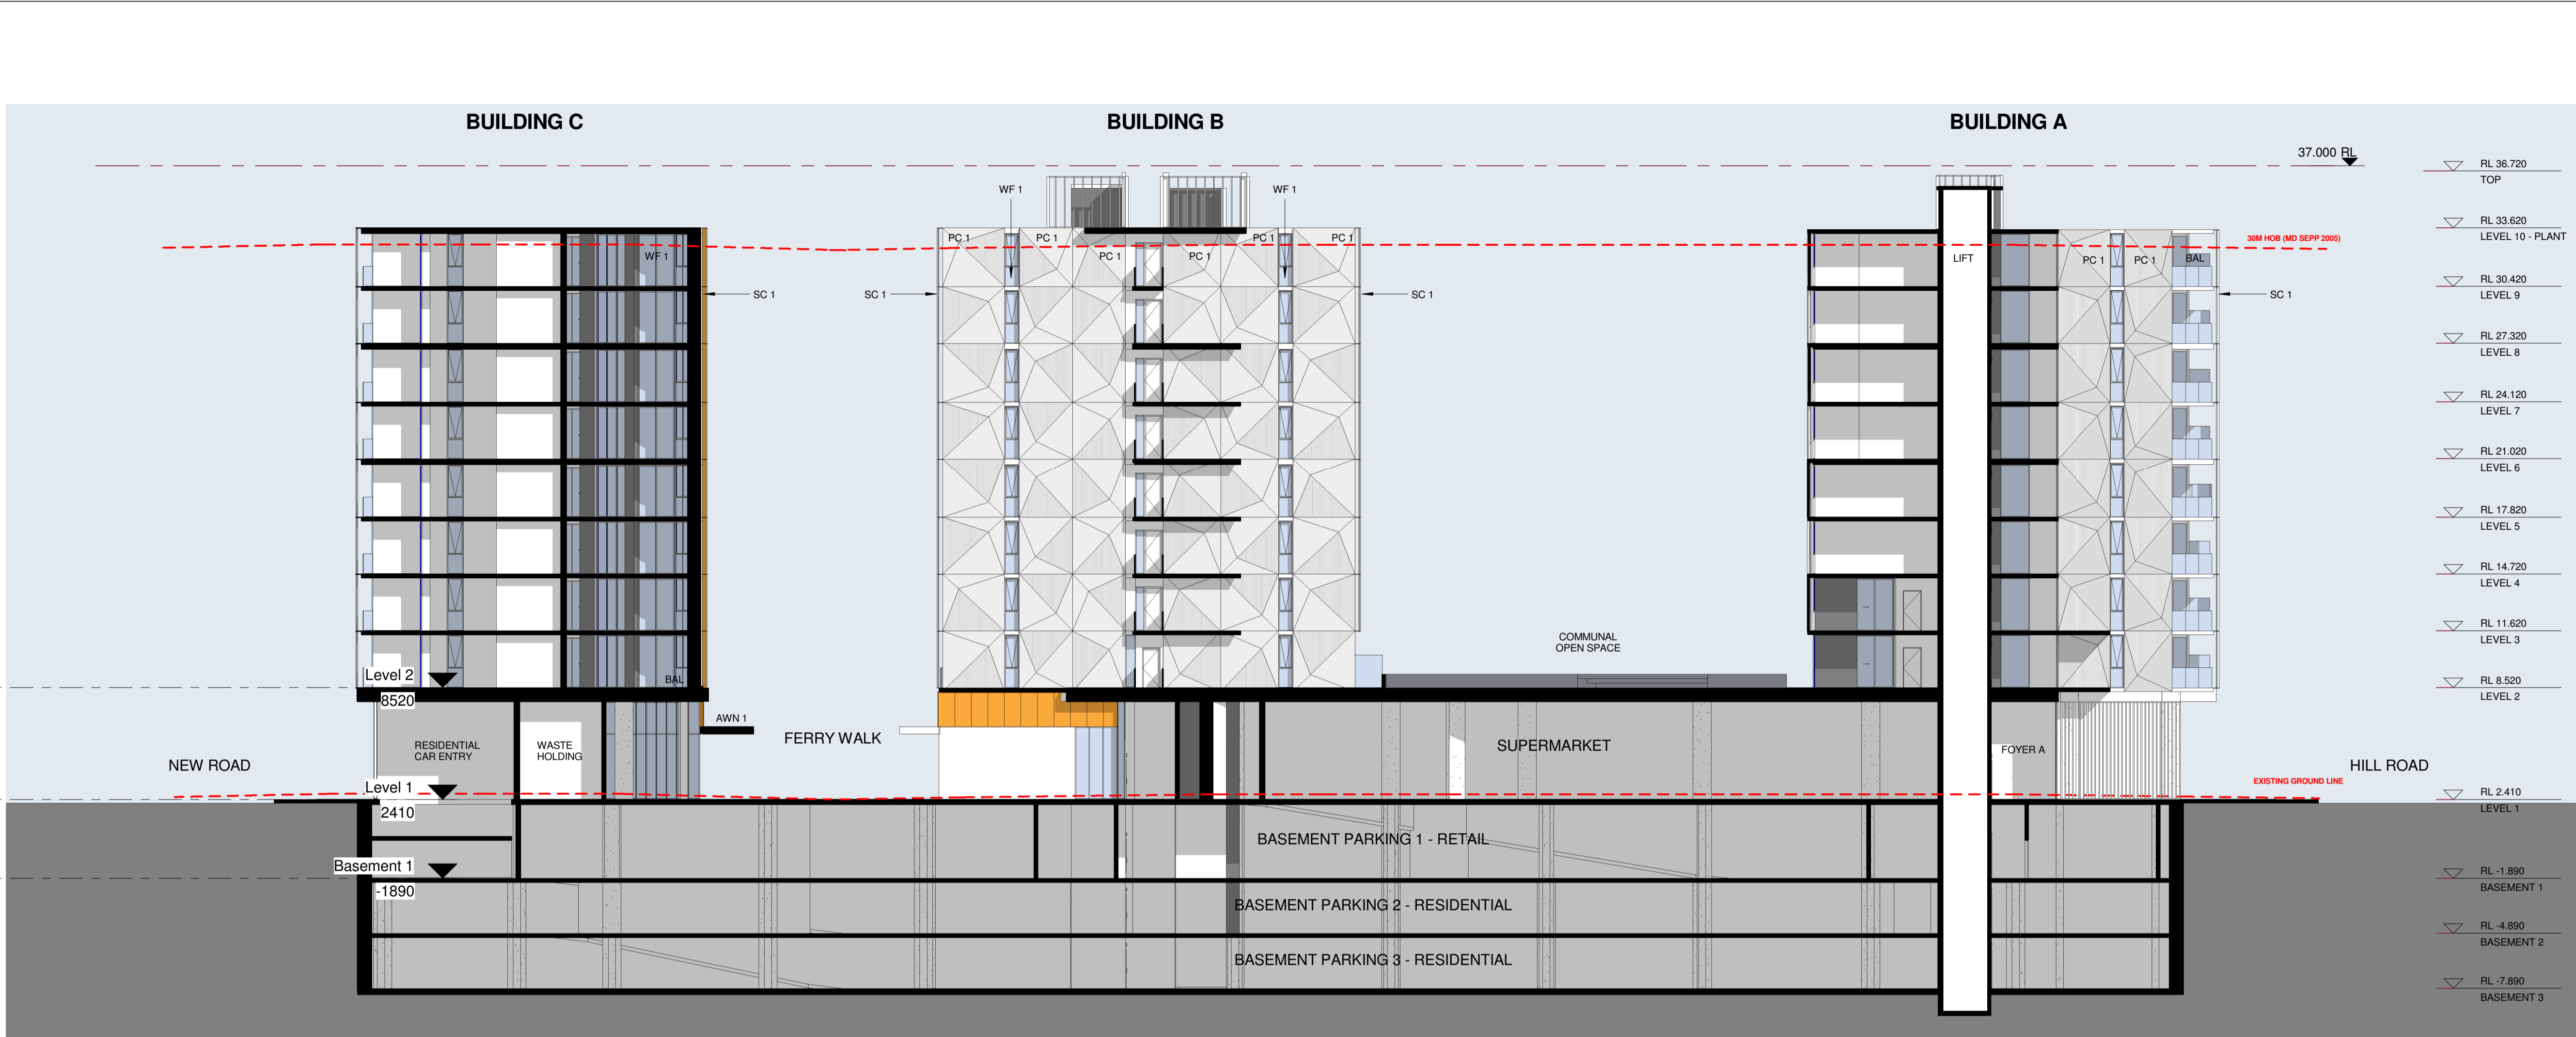 BUILDING C
BUILDING B
BUILDING A
37.000 RL
RL 36.720
TOP
WF 1
WF 1
RL 33.620
LEVEL 10 - PLANT
30M HOB (MD SEPP 2005)
PC 1
PC 1
PC 1
PC 1
WF 1
PC 1
PC 1
LIFT
PC 1
PC 1
BAL
RL 30.420
LEVEL 9
SC 1
SC 1
SC 1
SC 1
RL 27.320
LEVEL 8
RL 24.120
LEVEL 7
RL 21.020
LEVEL 6
RL 17.820
LEVEL 5
RL 14.720
LEVEL 4
RL 11.620
LEVEL 3
COMMUNAL
OPEN SPACE
Level 2
8520
BAL
RL 8.520
LEVEL 2
AWN 1
FERRY WALK
RESIDENTIAL
CAR ENTRY
WASTE
HOLDING
SUPERMARKET
FOYER A
NEW ROAD
HILL ROAD
EXISTING GROUND LINE
Level 1
2410
RL 2.410
LEVEL 1
BASEMENT PARKING 1 - RETAIL
Basement 1
-1890
RL -1.890
BASEMENT 1
BASEMENT PARKING 2 - RESIDENTIAL
RL -4.890
BASEMENT 2
BASEMENT PARKING 3 - RESIDENTIAL
RL -7.890
BASEMENT 3